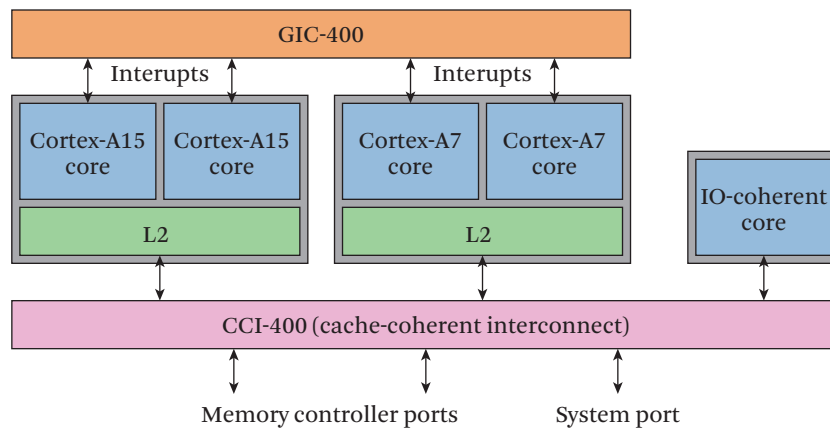 GIC-400
Interupts Interupts
Cortex-A15 core
Cortex-A15 core
Cortex-A7 core
Cortex-A7 core
IO-coherent core
L2
L2
CCI-400 (cache-coherent interconnect)
Memory controller ports
System port